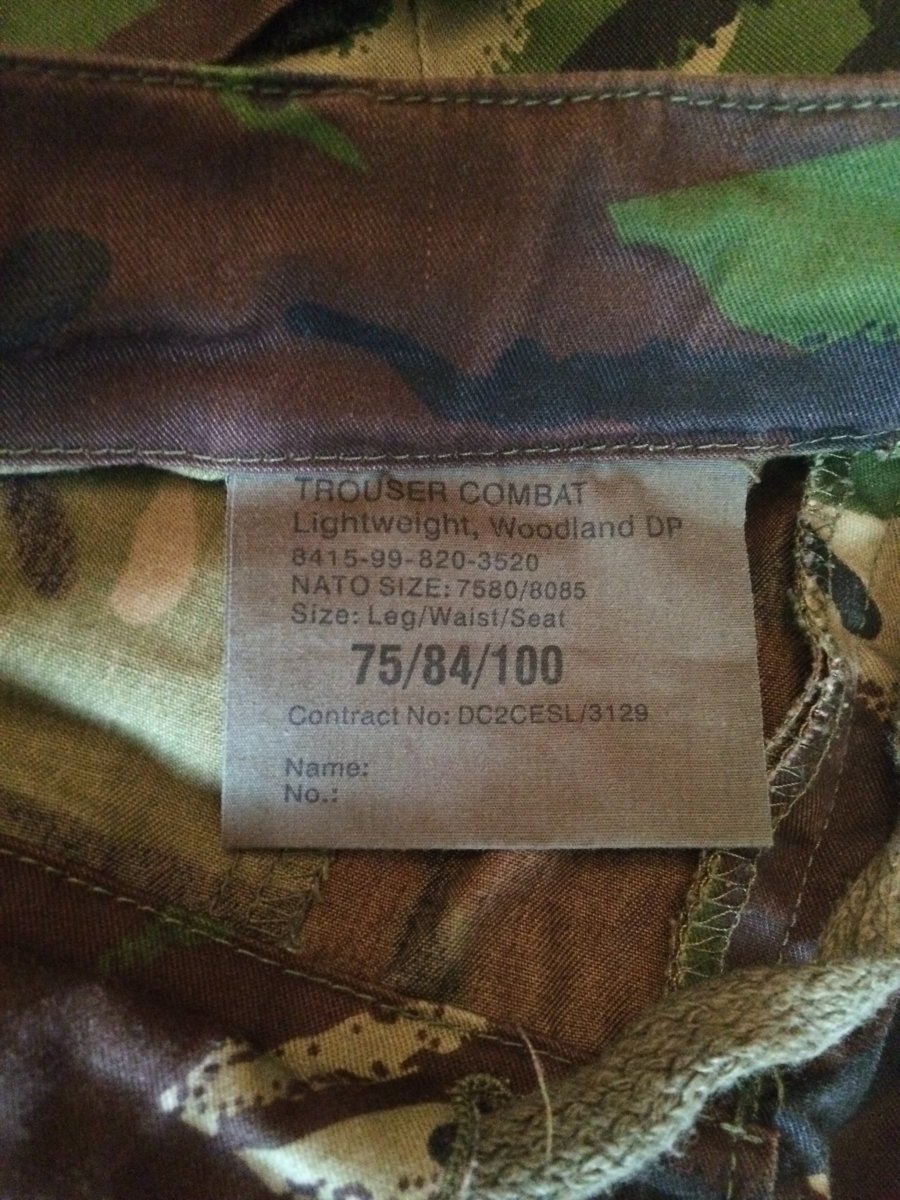 TROUSER COMBAT
Lightweight, Woodland DP
8415-99-820-3520
NATO SIZE: 7580/8085
Size: Leg/Waist/Seat
75/84/100
Contract No: DC2CESL/3129
Name:
No.: